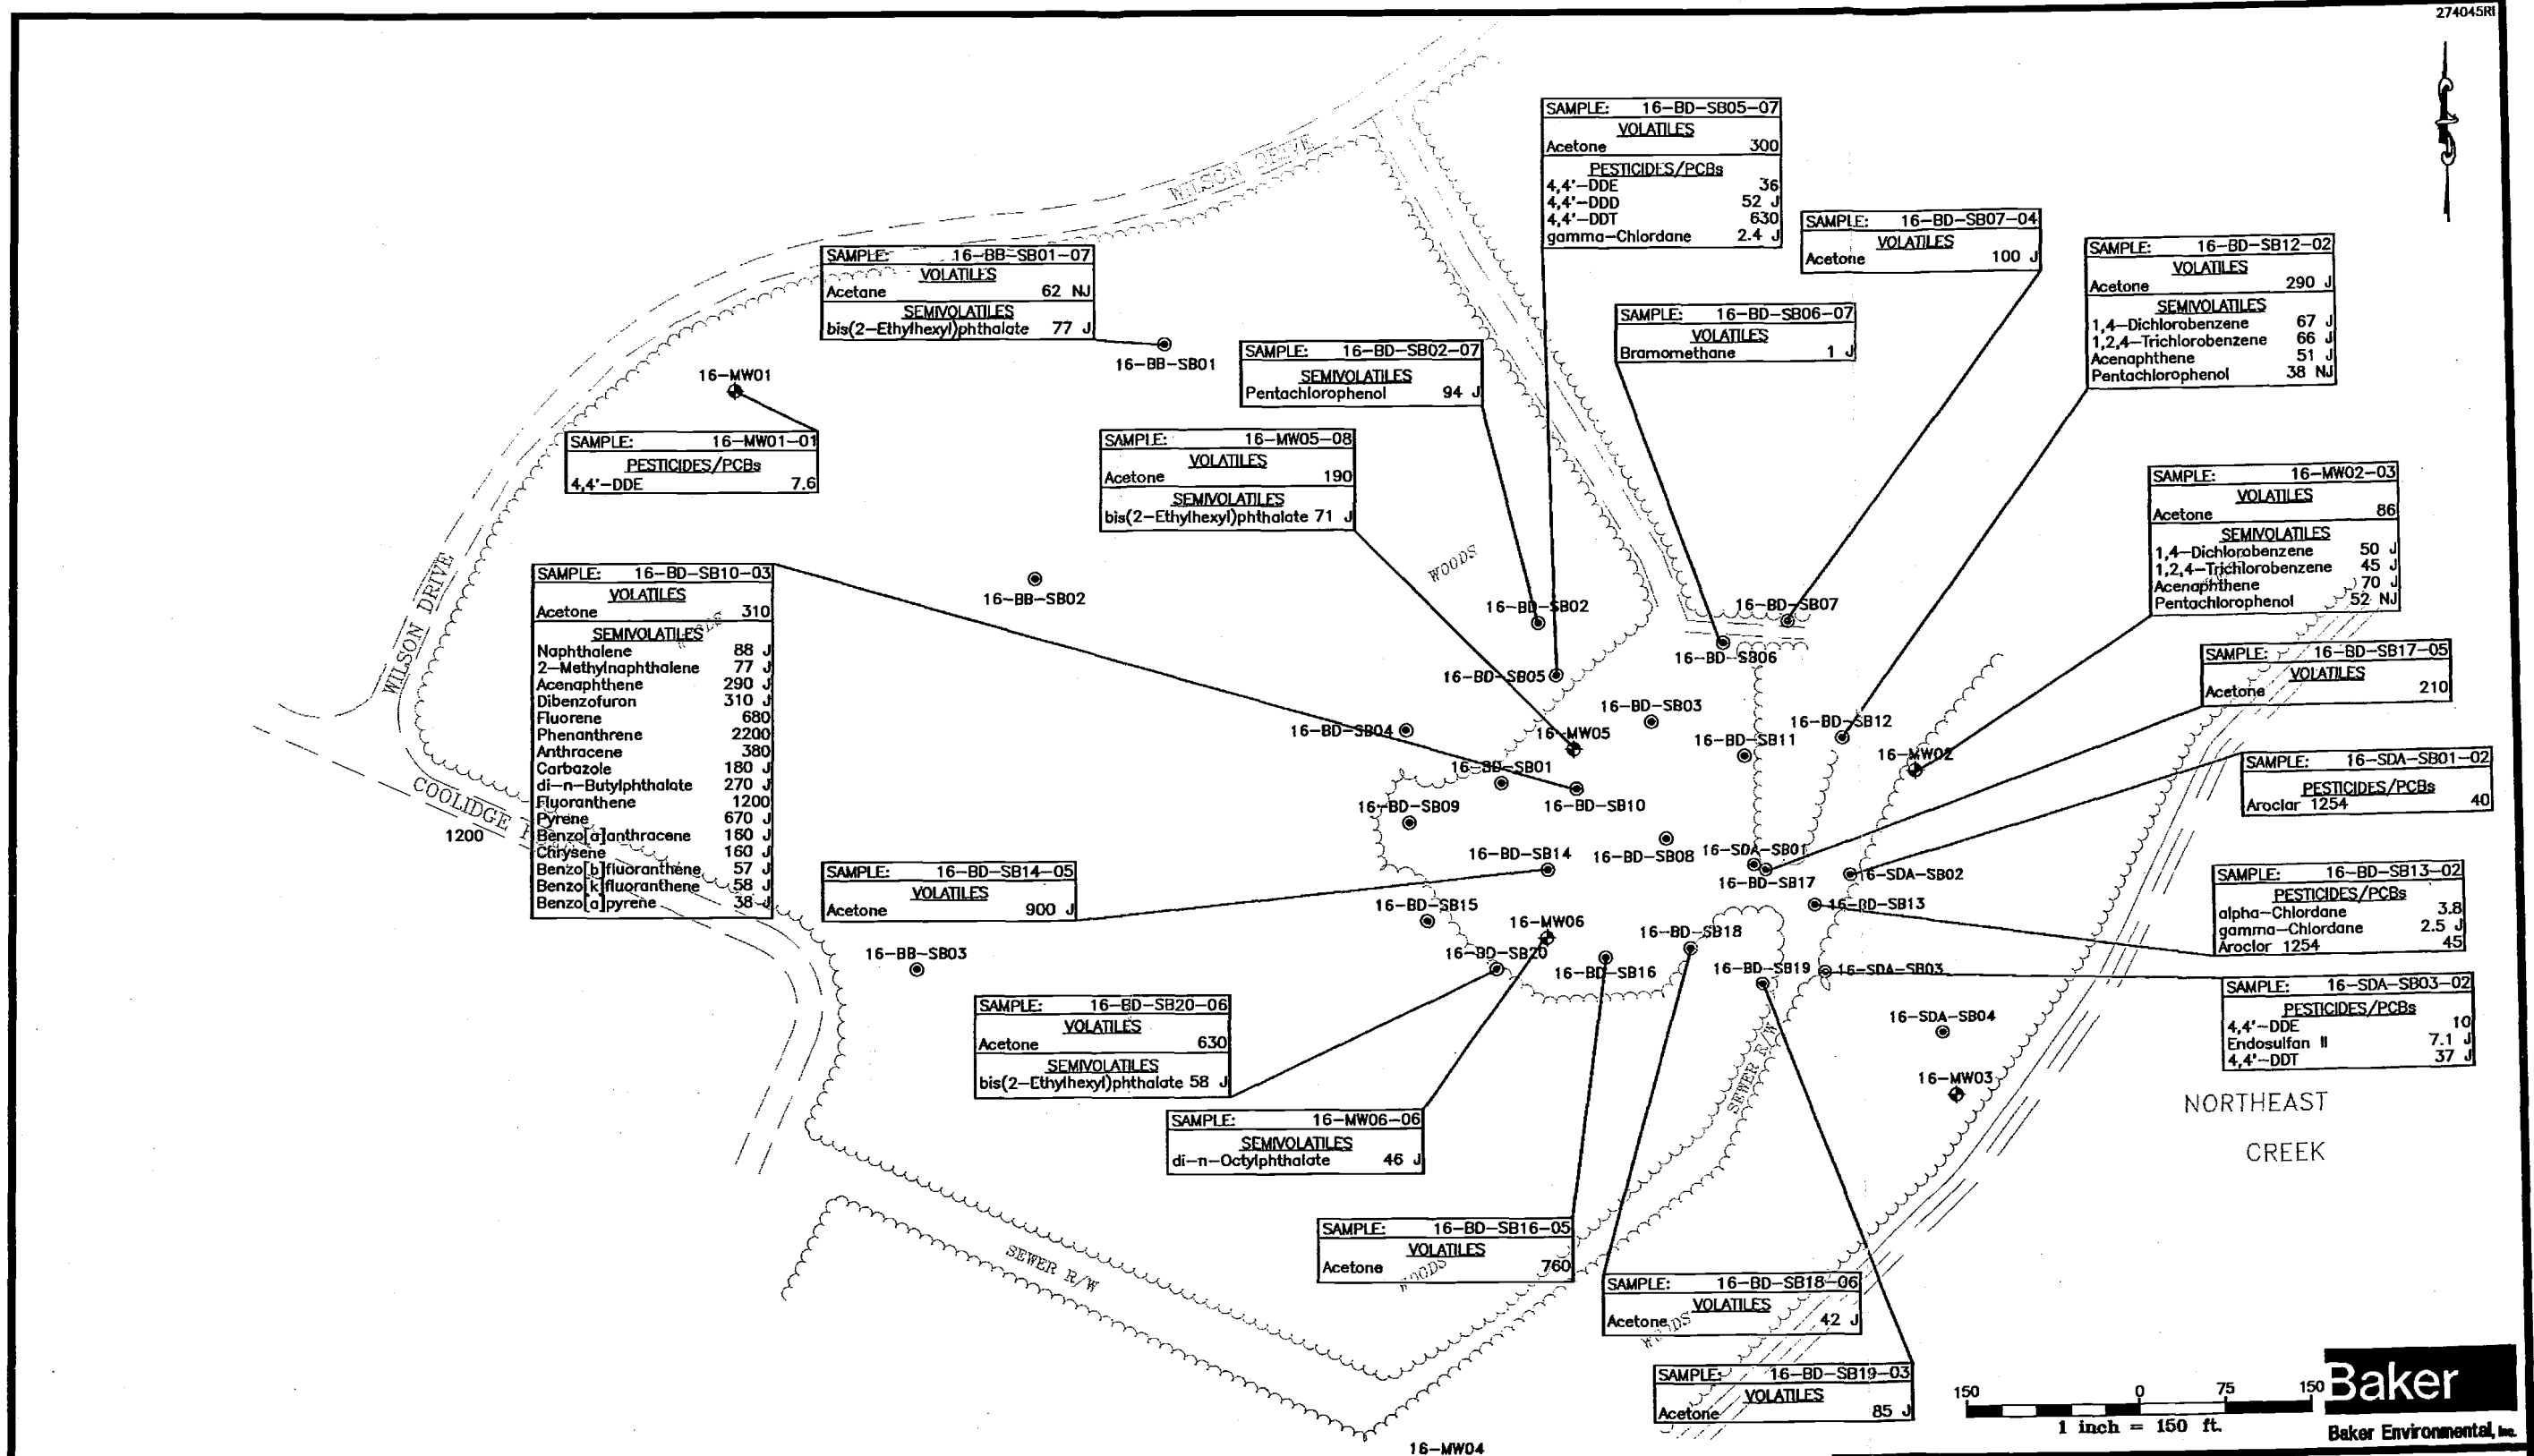 274045RI
WILSON DRIVE
SAMPLE: 16-BD-SB05-07
VOLATILES
Acetone 300
PESTICIDES/PCBs
4,4'-DDE 36
4,4'-DDD 52 J
4,4'-DDT 630
gamma-Chlordane 2.4 J
SAMPLE: 16-BD-SB07-04
VOLATILES
Acetone 100 J
SAMPLE: 16-BD-SB12-02
VOLATILES
Acetone 290 J
SEMIVOLATILES
1,4-Dichlorobenzene 67 J
1,2,4-Trichlorobenzene 66 J
Acenaphthene 51 J
Pentachlorophenol 38 NJ
SAMPLE: 16-BB-SB01-07
VOLATILES
Acetane 62 NJ
SEMIVOLATILES
bis(2-Ethylhexyl)phthalate 77 J
16-BB-SB01
SAMPLE: 16-BD-SB06-07
VOLATILES
Bramomethane 1 J
SAMPLE: 16-BD-SB02-07
SEMIVOLATILES
Pentachlorophenol 94 J
16-MW01
SAMPLE: 16-MW01-01
PESTICIDES/PCBs
4,4'-DDE 7.6
SAMPLE: 16-MW05-08
VOLATILES
Acetone 190
SEMIVOLATILES
bis(2-Ethylhexyl)phthalate 71 J
SAMPLE: 16-MW02-03
VOLATILES
Acetone 86
SEMIVOLATILES
1,4-Dichlorobenzene 50 J
1,2,4-Trichlorobenzene 45 J
Acenaphthene 70 J
Pentachlorophenol 52 NJ
WOODS
WILSON DRIVE
SAMPLE: 16-BD-SB10-03
VOLATILES
Acetone 310
SEMIVOLATILES
Naphthalene 88 J
2-Methylnaphthalene 77 J
Acenaphthene 290 J
Dibenzofuron 310 J
Fluorene 680
Phenanthrene 2200
Anthracene 380
Carbazole 180 J
di-n-Butylphthalate 270 J
Fluoranthene 1200
Pyrene 670 J
Benzo[a]anthracene 160 J
Chrysene 160 J
Benzo[b]fluoranthene 57 J
Benzo[k]fluoranthene 58 J
Benzo[a]pyrene 38 J
COOLIDGE
1200
16-BB-SB02
16-BD-SB02
16-BD-SB07
16-BD-SB06
16-BD-SB05
SAMPLE: 16-BD-SB17-05
VOLATILES
Acetone 210
16-BD-SB03
16-BD-SB04
16-MW05
16-BD-SB11
16-BD-SB12
16-MW02
16-BD-SB01
16-BD-SB09
16-BD-SB10
SAMPLE: 16-SDA-SB01-02
PESTICIDES/PCBs
Aroclar 1254 40
16-BD-SB14
16-BD-SB08
16-SDA-SB01
16-BD-SB17
16-SDA-SB02
SAMPLE: 16-BD-SB14-05
VOLATILES
Acetone 900 J
SAMPLE: 16-BD-SB13-02
PESTICIDES/PCBs
alpha-Chlordane 3.8
gamma-Chlordane 2.5 J
Aroclor 1254 45
16-BD-SB15
16-BD-SB13
16-MW06
16-BD-SB18
16-BB-SB03
16-BD-SB20
16-BD-SB16
16-BD-SB19
16-SDA-SB03
SAMPLE: 16-SDA-SB03-02
PESTICIDES/PCBs
4,4'-DDE 10
Endosulfan II 7.1 J
4,4'-DDT 37 J
SAMPLE: 16-BD-SB20-06
VOLATILES
Acetone 630
SEMIVOLATILES
bis(2-Ethylhexyl)phthalate 58 J
16-SDA-SB04
16-MW03
SEWER R/W
NORTHEAST
CREEK
SAMPLE: 16-MW06-06
SEMIVOLATILES
di-n-Octylphthalate 46 J
SEWER R/W
SAMPLE: 16-BD-SB16-05
VOLATILES
Acetone 760
WOODS
SAMPLE: 16-BD-SB18-06
VOLATILES
Acetone 42 J
WOODS
SAMPLE: 16-BD-SB19-03
VOLATILES
Acetone 85 J
16-MW04
150 0 75 150
1 inch = 150 ft.
Baker
Baker Environmental, Inc.